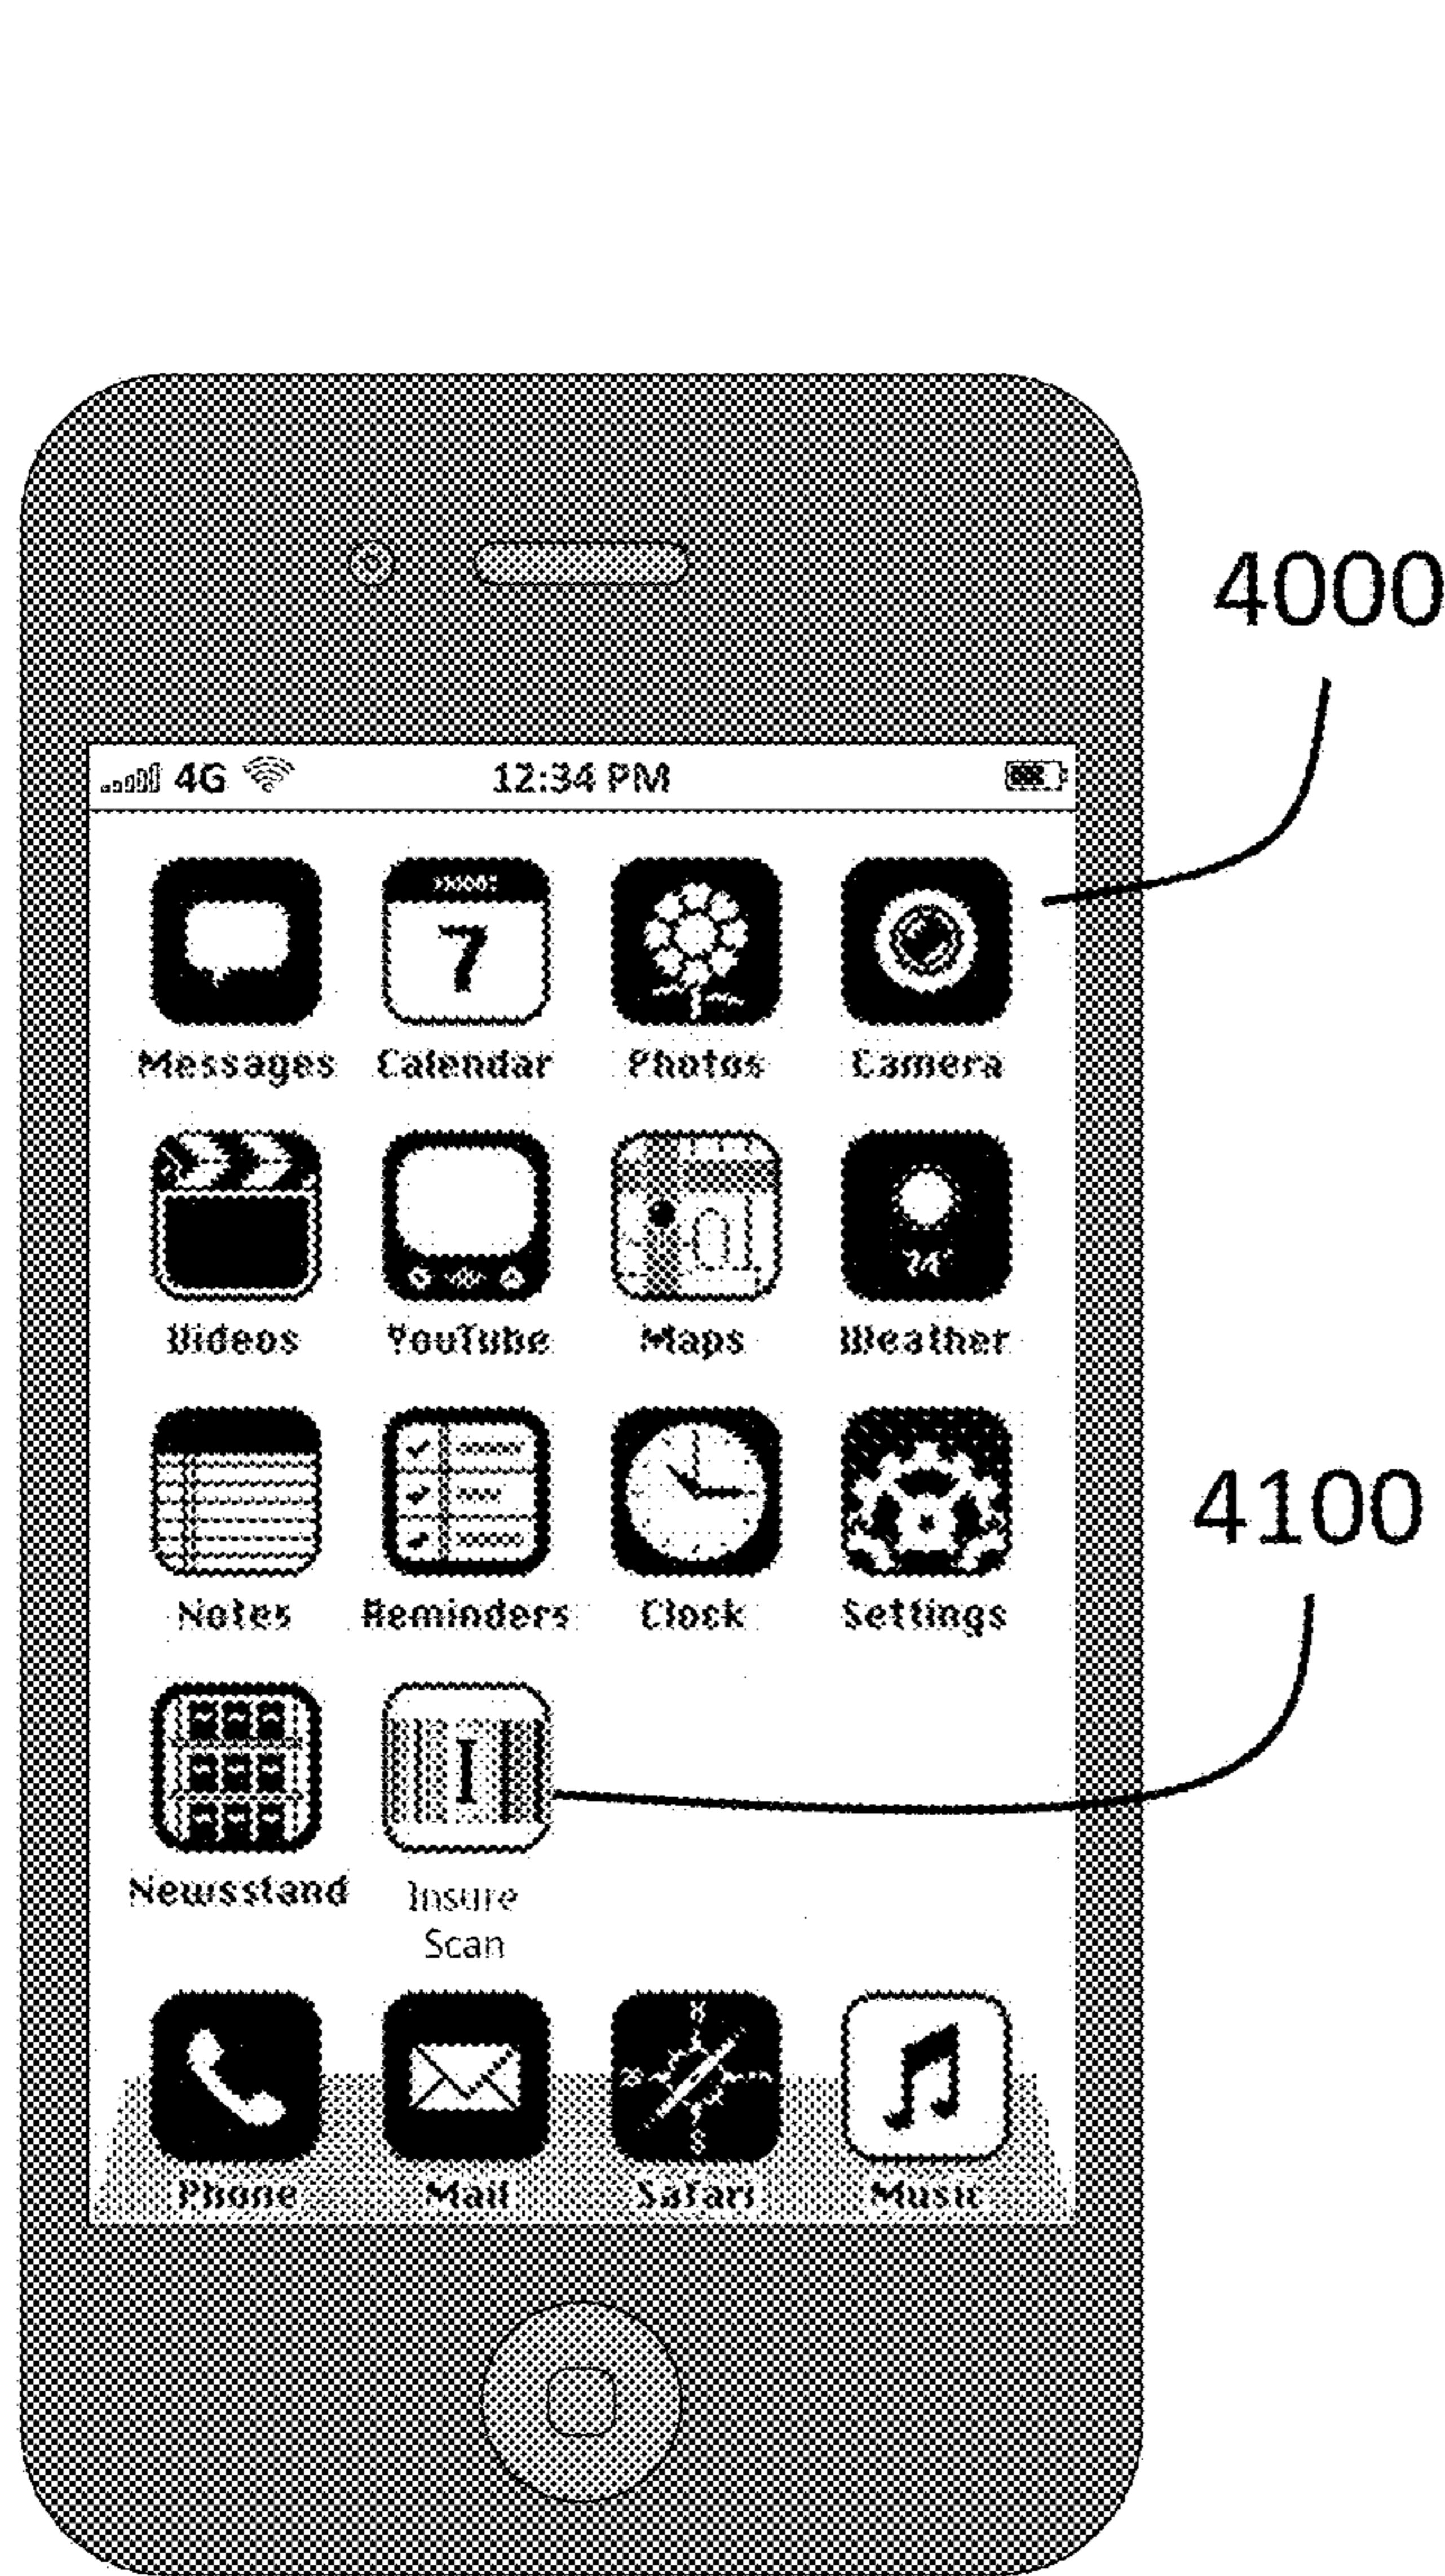 4000
4G 12:34 PM
7
Messages Calendar Photos Camera
Videos YouTube Maps Weather
4100
Notes Reminders Clock Settings
I
Newsstand Insure
Scan
Phone Mail Safari Music